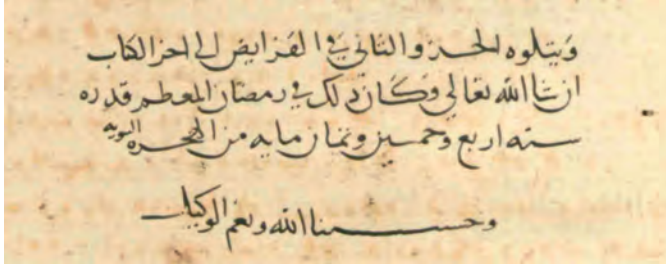 ويتلوه الجزو الثاني في الفرايض الى اخر الكتاب
ان شا الله تعالى وكان ذلك في رمضان المعظم قدره
سنه اربع وخمسين وثمان مايه من الهجره النبويه
وحسبنا الله ونعم الوكيل